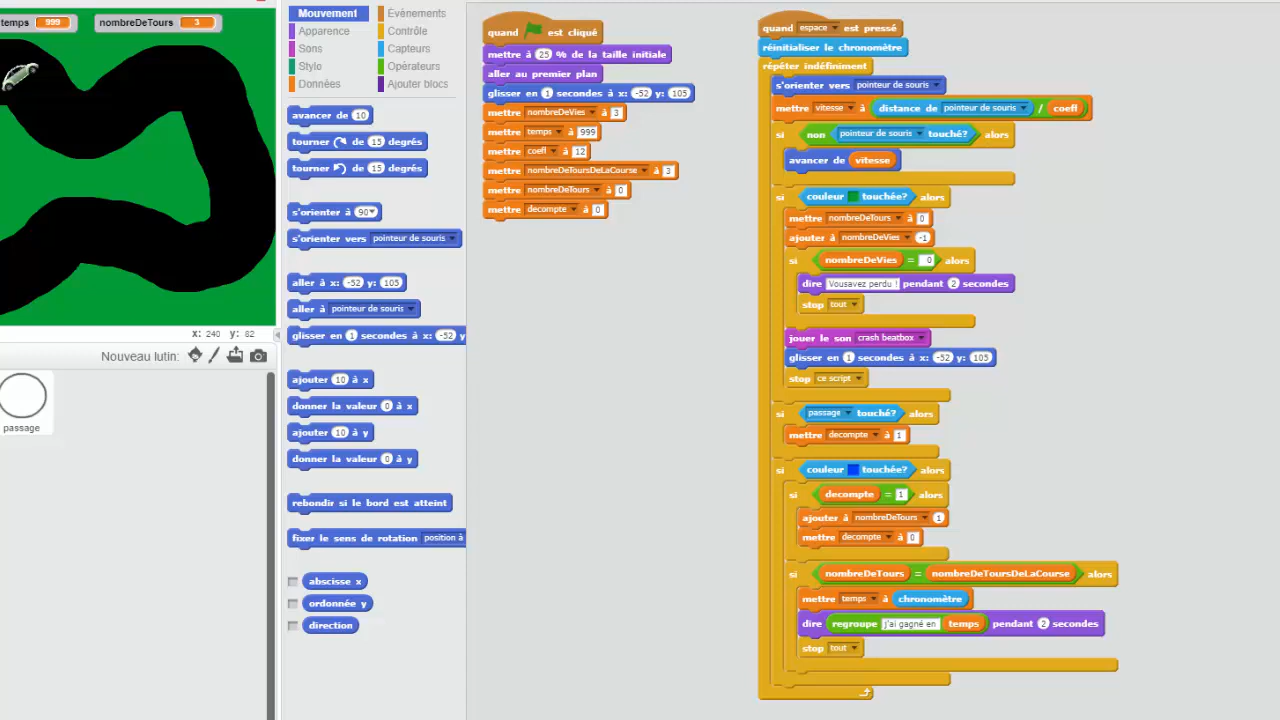 temps 999
nombreDeTours 3
x: 240 y: 82
Nouveau lutin:
passage
Mouvement
Apparence
Sons
Stylo
Données
Évènements
Contrôle
Capteurs
Opérateurs
Ajouter blocs
avancer de 10
tourner de 15 degrés
tourner de 15 degrés
s'orienter à 90
s'orienter vers pointeur de souris
aller à x: -52 y: 105
aller à pointeur de souris
glisser en 1 secondes à x: -52 y
ajouter 10 à x
donner la valeur 0 à x
ajouter 10 à y
donner la valeur 0 à y
rebondir si le bord est atteint
fixer le sens de rotation position à
abscisse x
ordonnée y
direction
quand est cliqué
mettre à 25 % de la taille initiale
aller au premier plan
glisser en 1 secondes à x: -52 y: 105
mettre nombreDeVies à 3
mettre temps à 999
mettre coeff à 12
mettre nombreDeToursDeLaCourse à 3
mettre nombreDeTours à 0
mettre decompte à 0
quand espace est pressé
réinitialiser le chronomètre
répéter indéfiniment
s'orienter vers pointeur de souris
mettre vitesse à distance de pointeur de souris / coeff
si non pointeur de souris touché? alors
avancer de vitesse
si couleur touchée? alors
mettre nombreDeTours à 0
ajouter à nombreDeVies -1
si nombreDeVies = 0 alors
dire Vousavez perdu ! pendant 2 secondes
stop tout
jouer le son crash beatbox
glisser en 1 secondes à x: -52 y: 105
stop ce script
si passage touché? alors
mettre decompte à 1
si couleur touchée? alors
si decompte = 1 alors
ajouter à nombreDeTours 1
mettre decompte à 0
si nombreDeTours = nombreDeToursDeLaCourse alors
mettre temps à chronomètre
dire regroupe j'ai gagné en temps pendant 2 secondes
stop tout